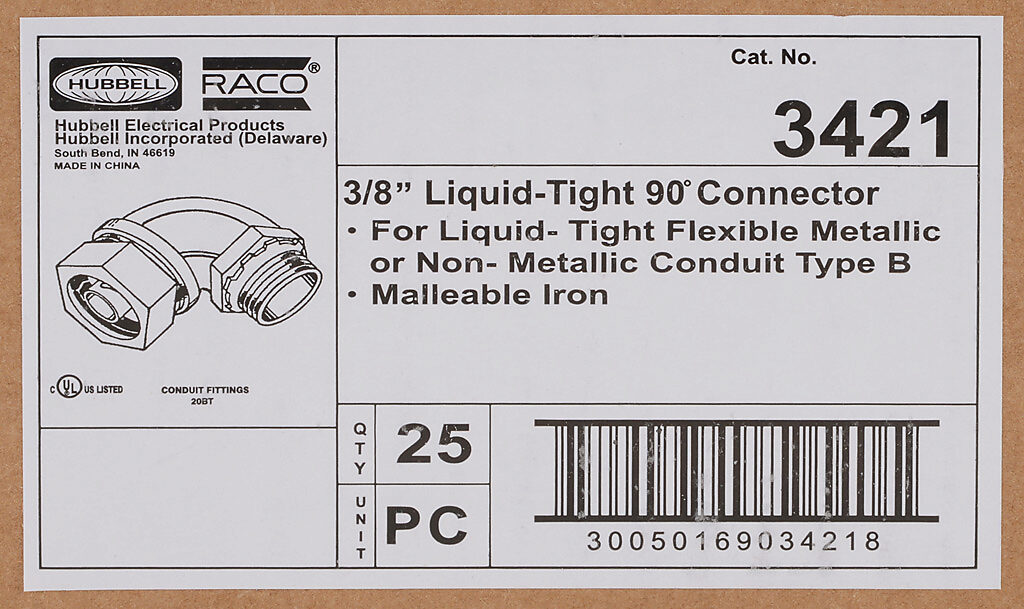 HUBBELL
RACO®
Hubbell Electrical Products
Hubbell Incorporated (Delaware)
South Bend, IN 46619
MADE IN CHINA
C UL US LISTED
CONDUIT FITTINGS
20BT
Cat. No.
3421
3/8” Liquid-Tight 90° Connector
• For Liquid- Tight Flexible Metallic
or Non- Metallic Conduit Type B
• Malleable Iron
QTY
25
UNIT
PC
30050169034218